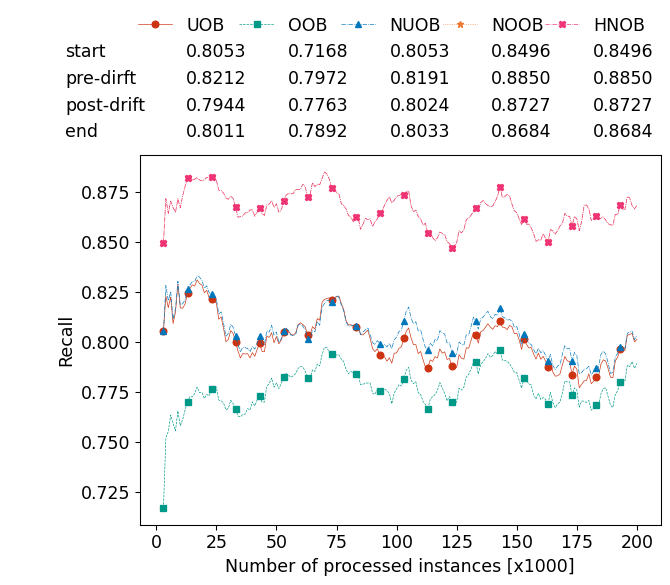 UOB OOB NUOB NOOB HNOB
start 0.8053 0.7168 0.8053 0.8496 0.8496
pre-dirft 0.8212 0.7972 0.8191 0.8850 0.8850
post-drift 0.7944 0.7763 0.8024 0.8727 0.8727
end 0.8011 0.7892 0.8033 0.8684 0.8684
0.875
0.850
0.825
0.800
0.775
0.750
0.725
Recall
0 25 50 75 100 125 150 175 200
Number of processed instances [x1000]